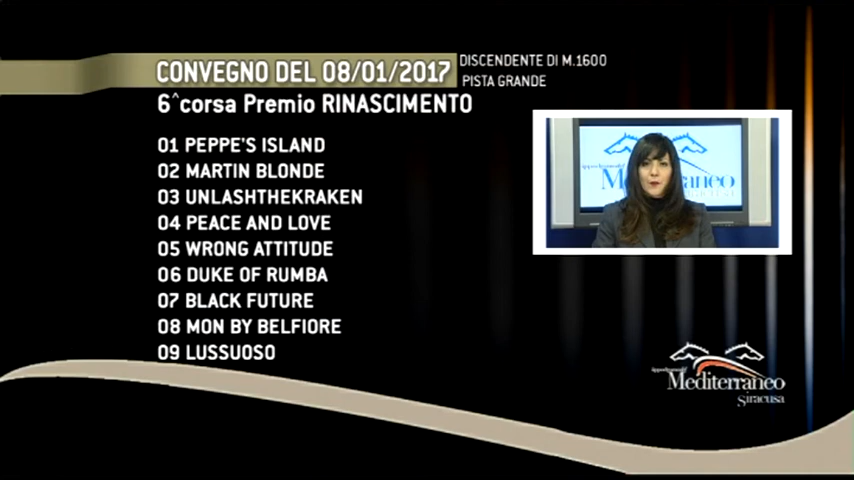 CONVEGNO DEL 08/01/2017
DISCENDENTE DI M.1600
PISTA GRANDE
6^corsa Premio RINASCIMENTO
01 PEPPE'S ISLAND
02 MARTIN BLONDE
03 UNLASHTHEKRAKEN
04 PEACE AND LOVE
05 WRONG ATTITUDE
06 DUKE OF RUMBA
07 BLACK FUTURE
08 MON BY BELFIORE
09 LUSSUOSO
Mediterraneo
Mediterraneo
Siracusa